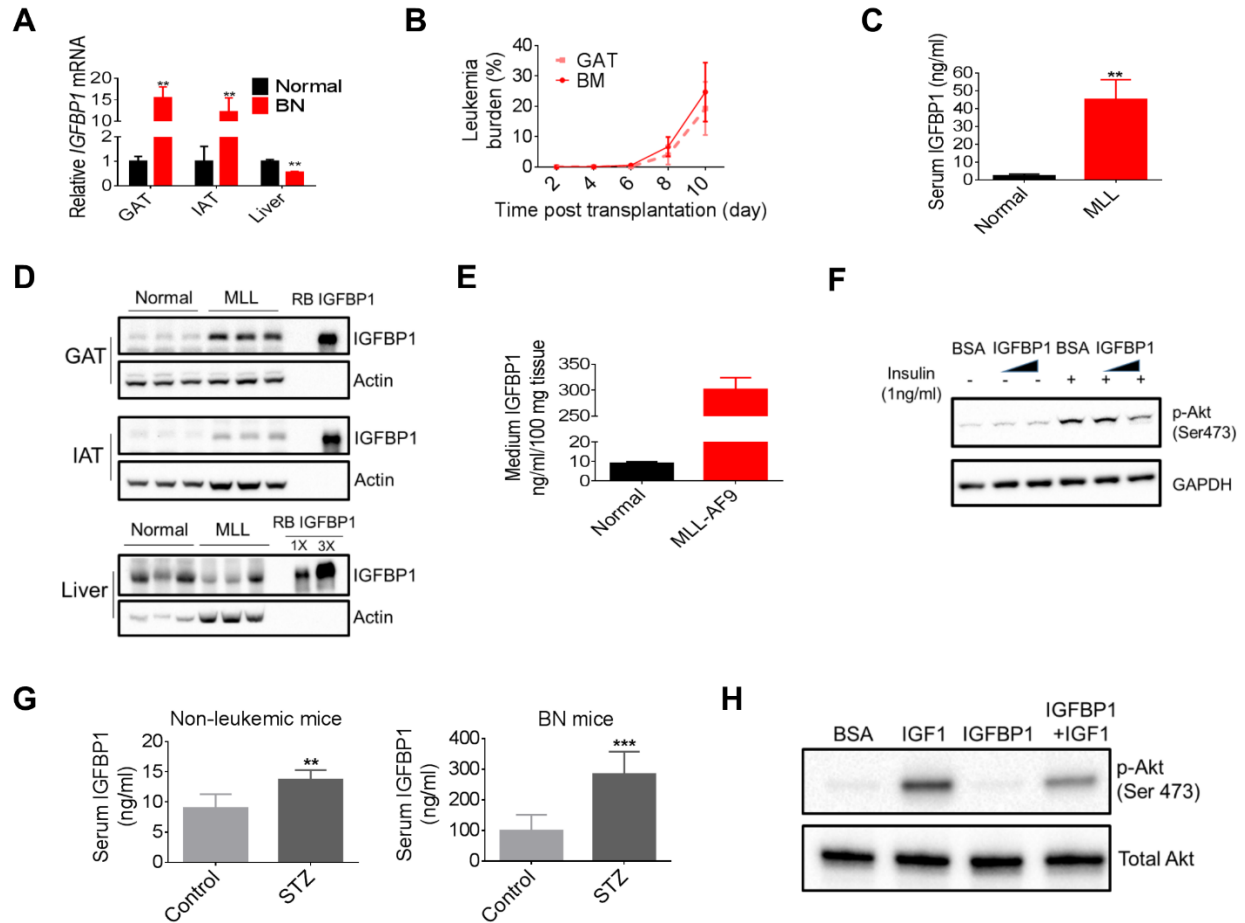 A
Relative IGFBP1 mRNA
20
15
10
5
2
1
0
Normal
BN
**
**
**
GAT
IAT
Liver
B
Leukemia
burden (%)
40
30
20
10
0
GAT
BM
2
4
6
8
10
Time post transplantation (day)
C
Serum IGFBP1 (ng/ml)
60
50
40
30
20
10
0
**
Normal
MLL
D
Normal
MLL
RB IGFBP1
GAT
IGFBP1
Actin
IAT
IGFBP1
Actin
Normal
MLL
RB IGFBP1
1X
3X
Liver
IGFBP1
Actin
E
Medium IGFBP1
ng/ml/100 mg tissue
350
300
250
20
10
0
Normal
MLL-AF9
F
BSA IGFBP1 BSA IGFBP1
Insulin
(1ng/ml)
- - - + + +
p-Akt
(Ser473)
GAPDH
G
Non-leukemic mice
Serum IGFBP1
(ng/ml)
20
15
10
5
0
**
Control
STZ
BN mice
Serum IGFBP1
(ng/ml)
400
300
200
100
0
***
Control
STZ
H
BSA
IGF1
IGFBP1
IGFBP1
+IGF1
p-Akt
(Ser 473)
Total Akt